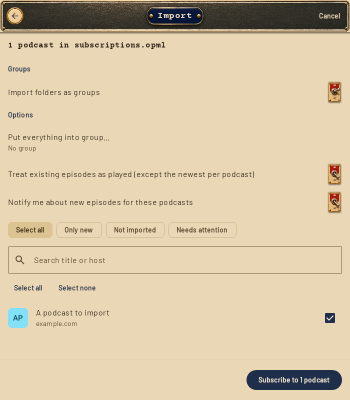 Import
Cancel
1 podcast in subscriptions.opml
Groups
Import folders as groups
Options
Put everything into group...
No group
Treat existing episodes as played (except the newest per podcast)
Notify me about new episodes for these podcasts
Select all Only new Not imported Needs attention
Search title or host
Select all Select none
AP A podcast to import
example.com
Subscribe to 1 podcast